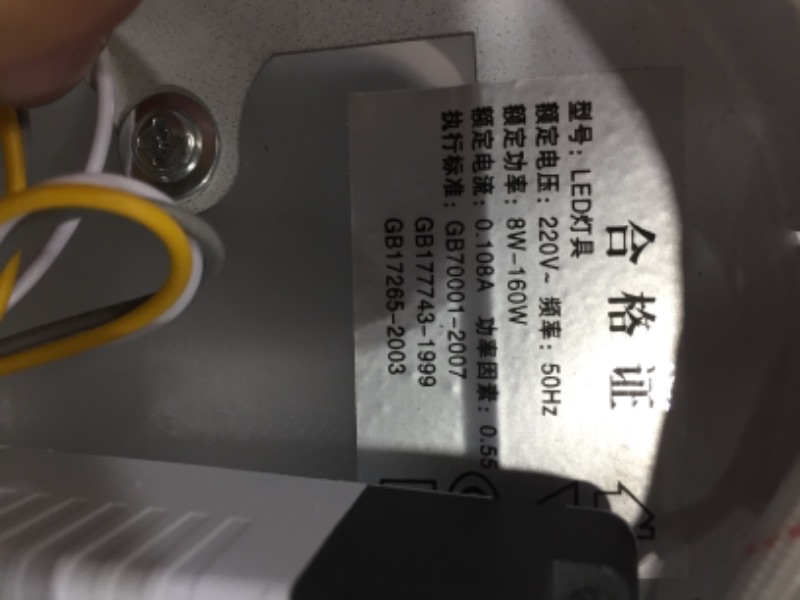 合格证
型号：LED灯具
额定电压：220V~ 频率：50Hz
额定功率：8W-160W
额定电流：0.108A 功率因素：0.55
执行标准：GB70001-2007
GB177743-1999
GB17265-2003